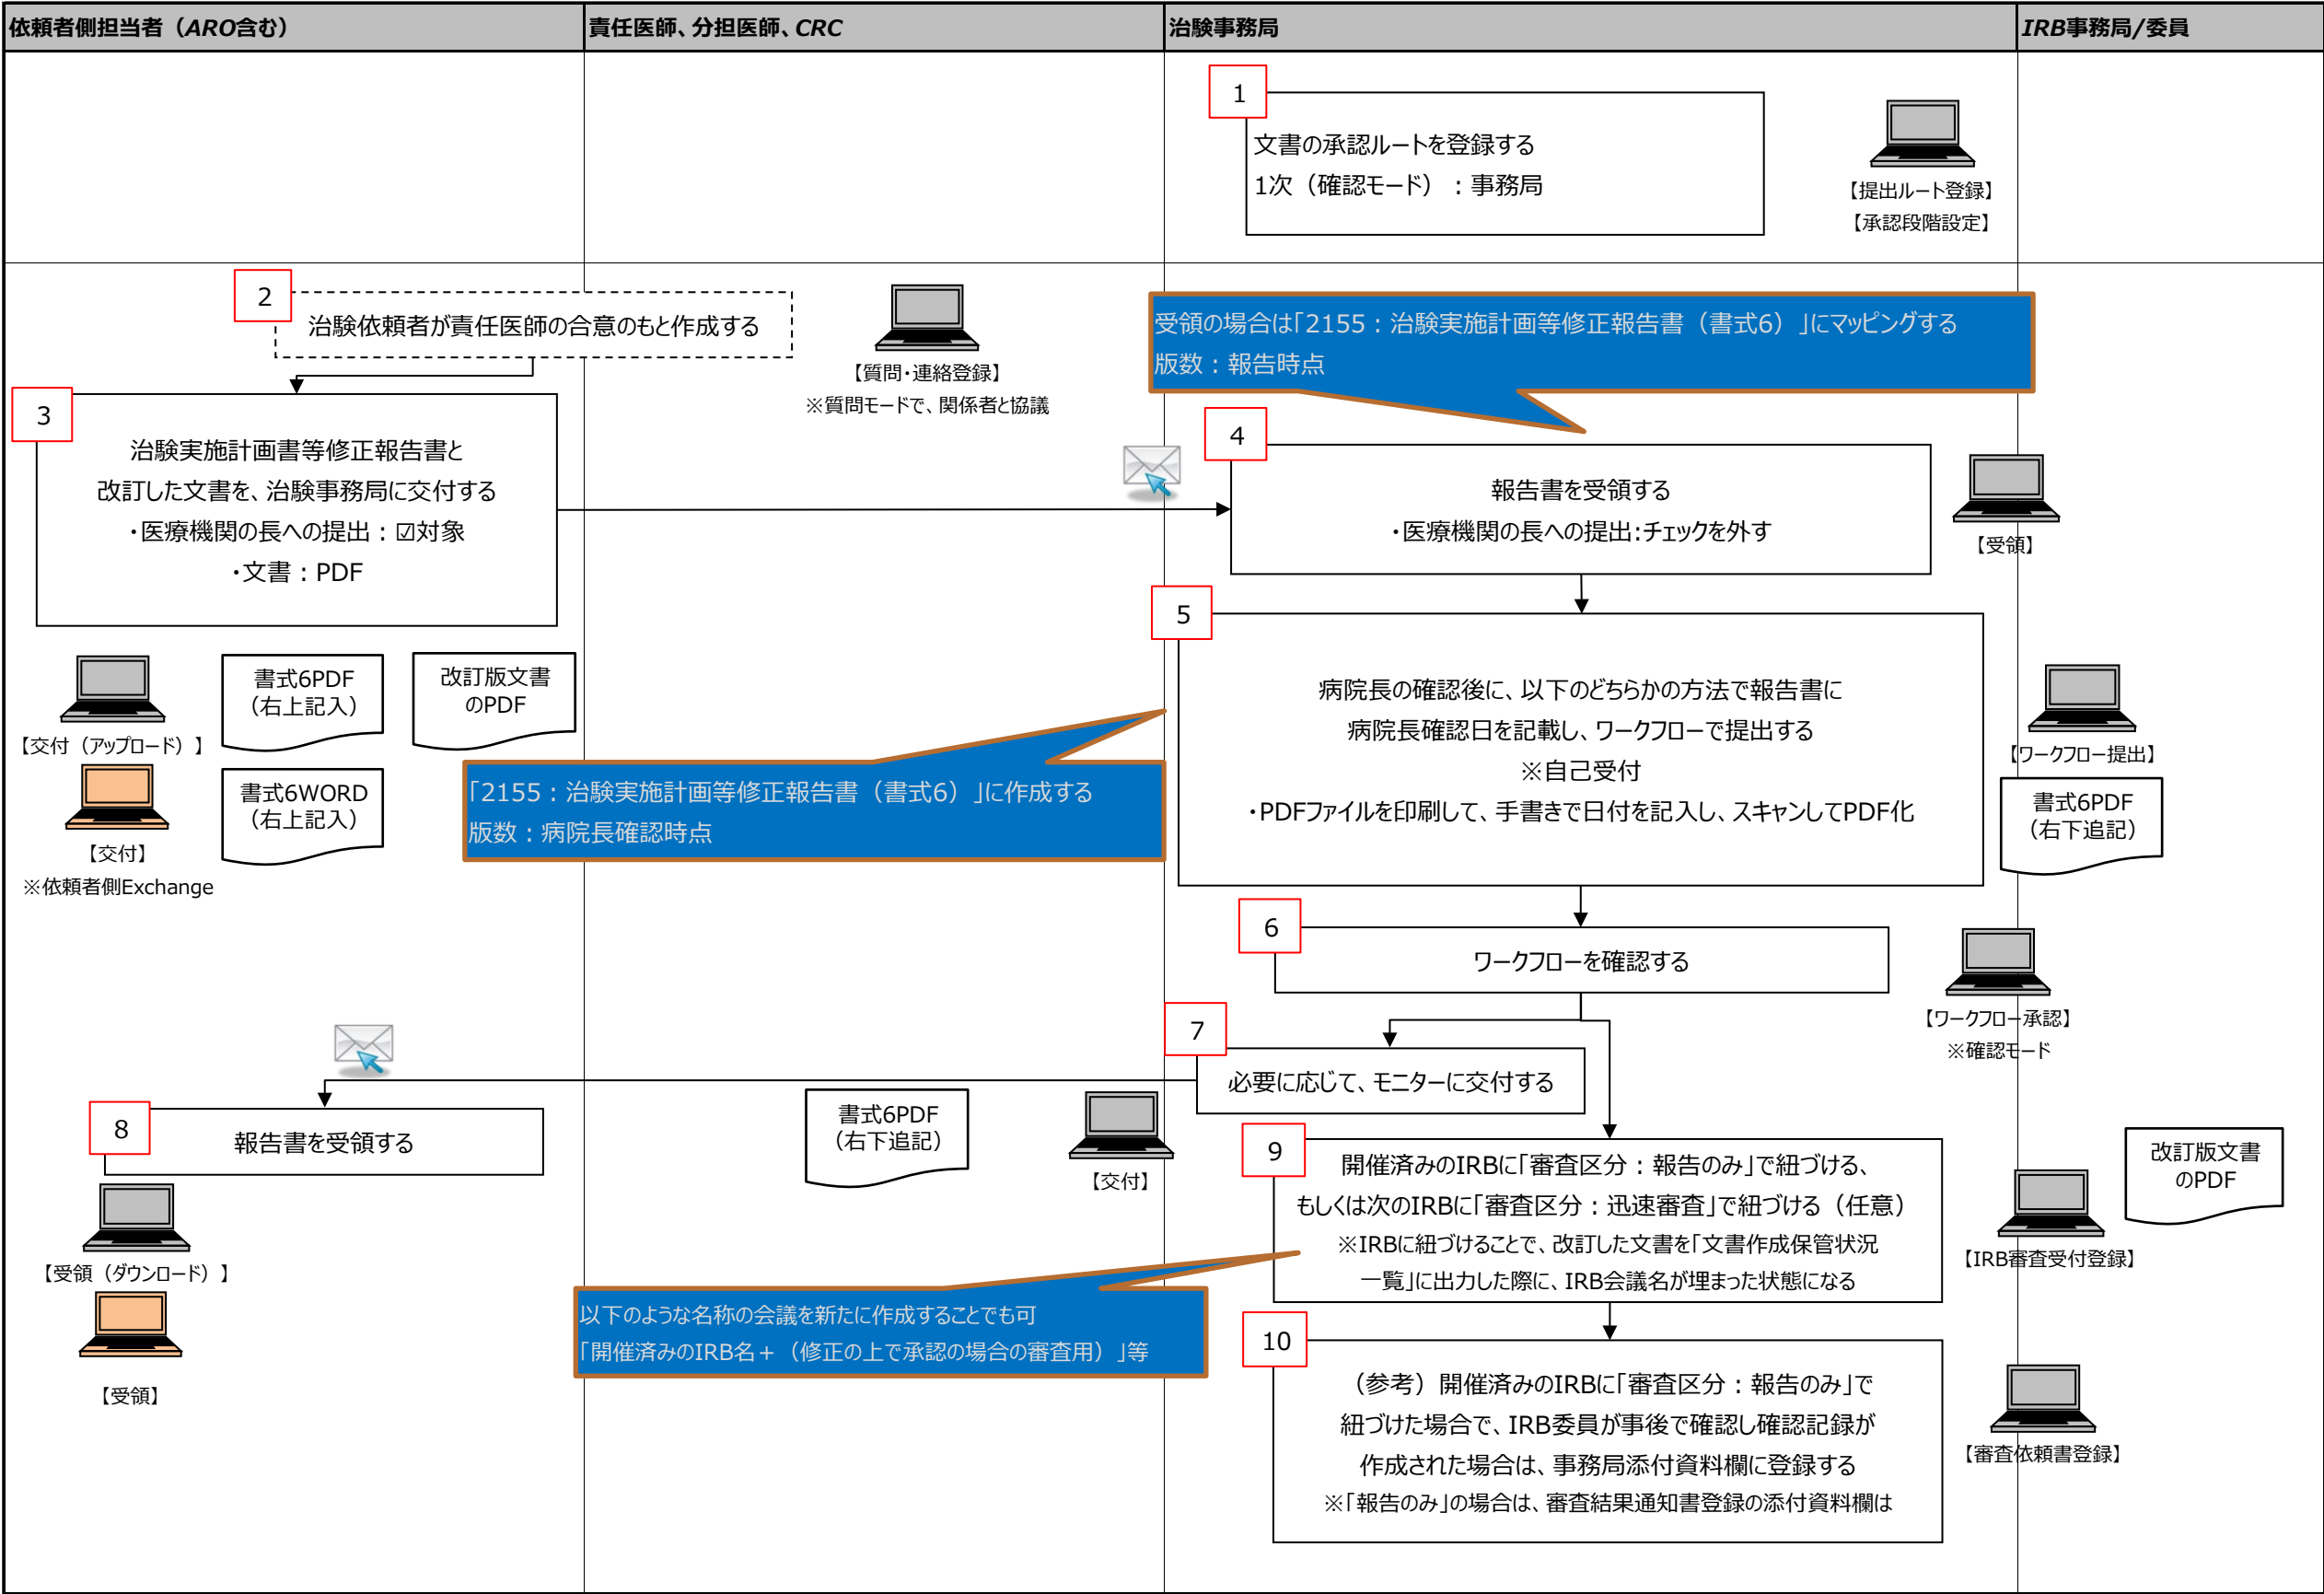 依頼者側担当者（ARO含む）
責任医師、分担医師、CRC
治験事務局
IRB事務局/委員
1
文書の承認ルートを登録する
1次（確認モード）：事務局
【提出ルート登録】
【承認段階設定】
2
治験依頼者が責任医師の合意のもと作成する
【質問・連絡登録】
※質問モードで、関係者と協議
受領の場合は「2155：治験実施計画等修正報告書（書式6）」にマッピングする
版数：報告時点
3
治験実施計画書等修正報告書と
改訂した文書を、治験事務局に交付する
・医療機関の長への提出：☑対象
・文書：PDF
4
報告書を受領する
・医療機関の長への提出:チェックを外す
【受領】
5
病院長の確認後に、以下のどちらかの方法で報告書に
病院長確認日を記載し、ワークフローで提出する
※自己受付
・PDFファイルを印刷して、手書きで日付を記入し、スキャンしてPDF化
【ワークフロー提出】
書式6PDF
（右下追記）
【交付（アップロード）】
書式6PDF
（右上記入）
改訂版文書
のPDF
【交付】
※依頼者側Exchange
書式6WORD
（右上記入）
「2155：治験実施計画等修正報告書（書式6）」に作成する
版数：病院長確認時点
6
ワークフローを確認する
【ワークフロー承認】
※確認モード
7
必要に応じて、モニターに交付する
書式6PDF
（右下追記）
【交付】
8
報告書を受領する
【受領（ダウンロード）】
【受領】
9
開催済みのIRBに「審査区分：報告のみ」で紐づける、
もしくは次のIRBに「審査区分：迅速審査」で紐づける（任意）
※IRBに紐づけることで、改訂した文書を「文書作成保管状況
一覧」に出力した際に、IRB会議名が埋まった状態になる
【IRB審査受付登録】
改訂版文書
のPDF
以下のような名称の会議を新たに作成することでも可
「開催済みのIRB名＋（修正の上で承認の場合の審査用）」等
10
（参考）開催済みのIRBに「審査区分：報告のみ」で
紐づけた場合で、IRB委員が事後で確認し確認記録が
作成された場合は、事務局添付資料欄に登録する
※「報告のみ」の場合は、審査結果通知書登録の添付資料欄は
【審査依頼書登録】